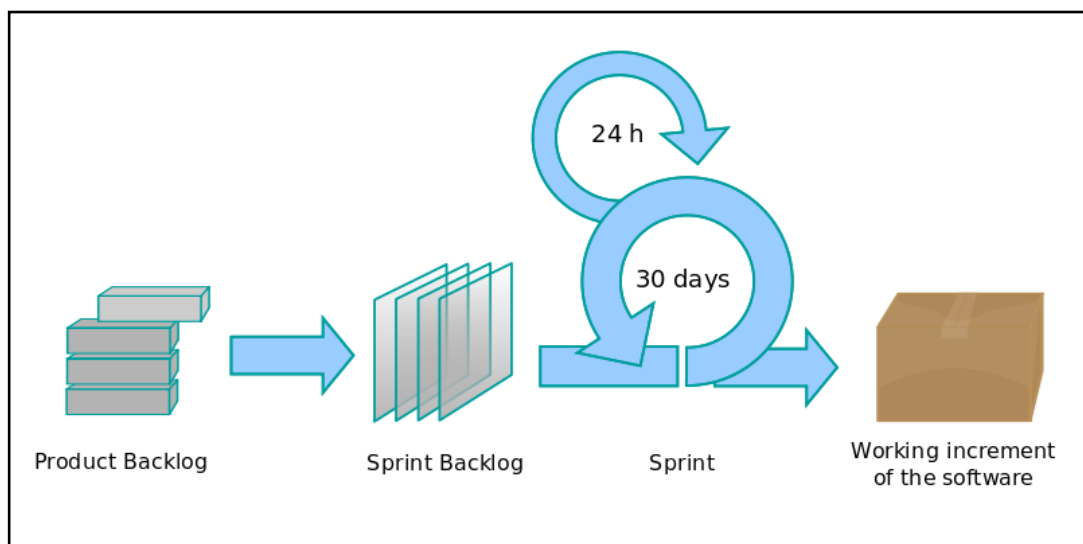 24 h
30 days
Product Backlog
Sprint Backlog
Sprint
Working increment
of the software